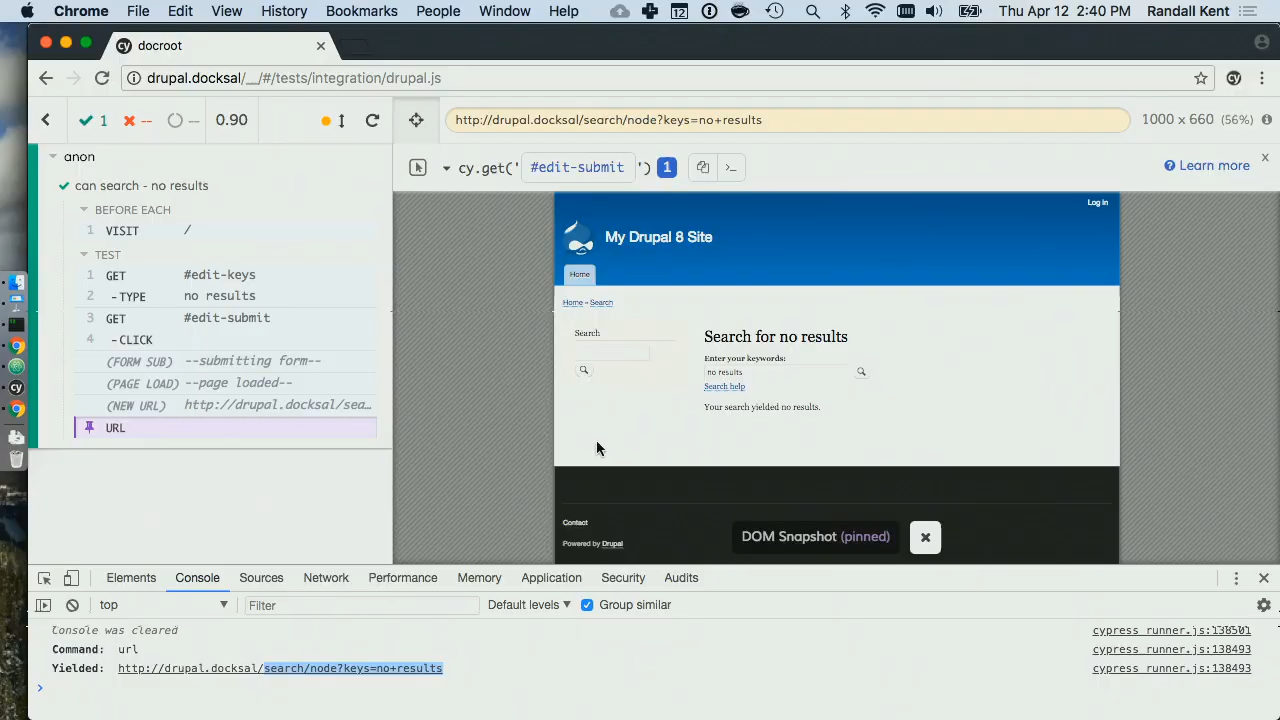 Chrome File Edit View History Bookmarks People Window Help 12 Thu Apr 12 2:40 PM Randall Kent
cy docroot
drupal.docksal/__/#/tests/integration/drupal.js
1 -- -- 0.90
http://drupal.docksal/search/node?keys=no+results 1000 x 660 (56%)
anon
can search - no results
BEFORE EACH
1 VISIT /
TEST
1 GET #edit-keys
2 -TYPE no results
3 GET #edit-submit
4 -CLICK
(FORM SUB) --submitting form--
(PAGE LOAD) --page loaded--
(NEW URL) http://drupal.docksal/sea…
URL
cy.get(' #edit-submit ') 1 >_ Learn more x
Log in
My Drupal 8 Site
Home
Home » Search
Search
Search for no results
Enter your keywords:
no results
Search help
Your search yielded no results.
Contact
Powered by Drupal
DOM Snapshot (pinned)
Elements Console Sources Network Performance Memory Application Security Audits
top Filter Default levels Group similar
Console was cleared cypress_runner.js:138501
Command: url cypress_runner.js:138493
Yielded: http://drupal.docksal/search/node?keys=no+results cypress_runner.js:138493